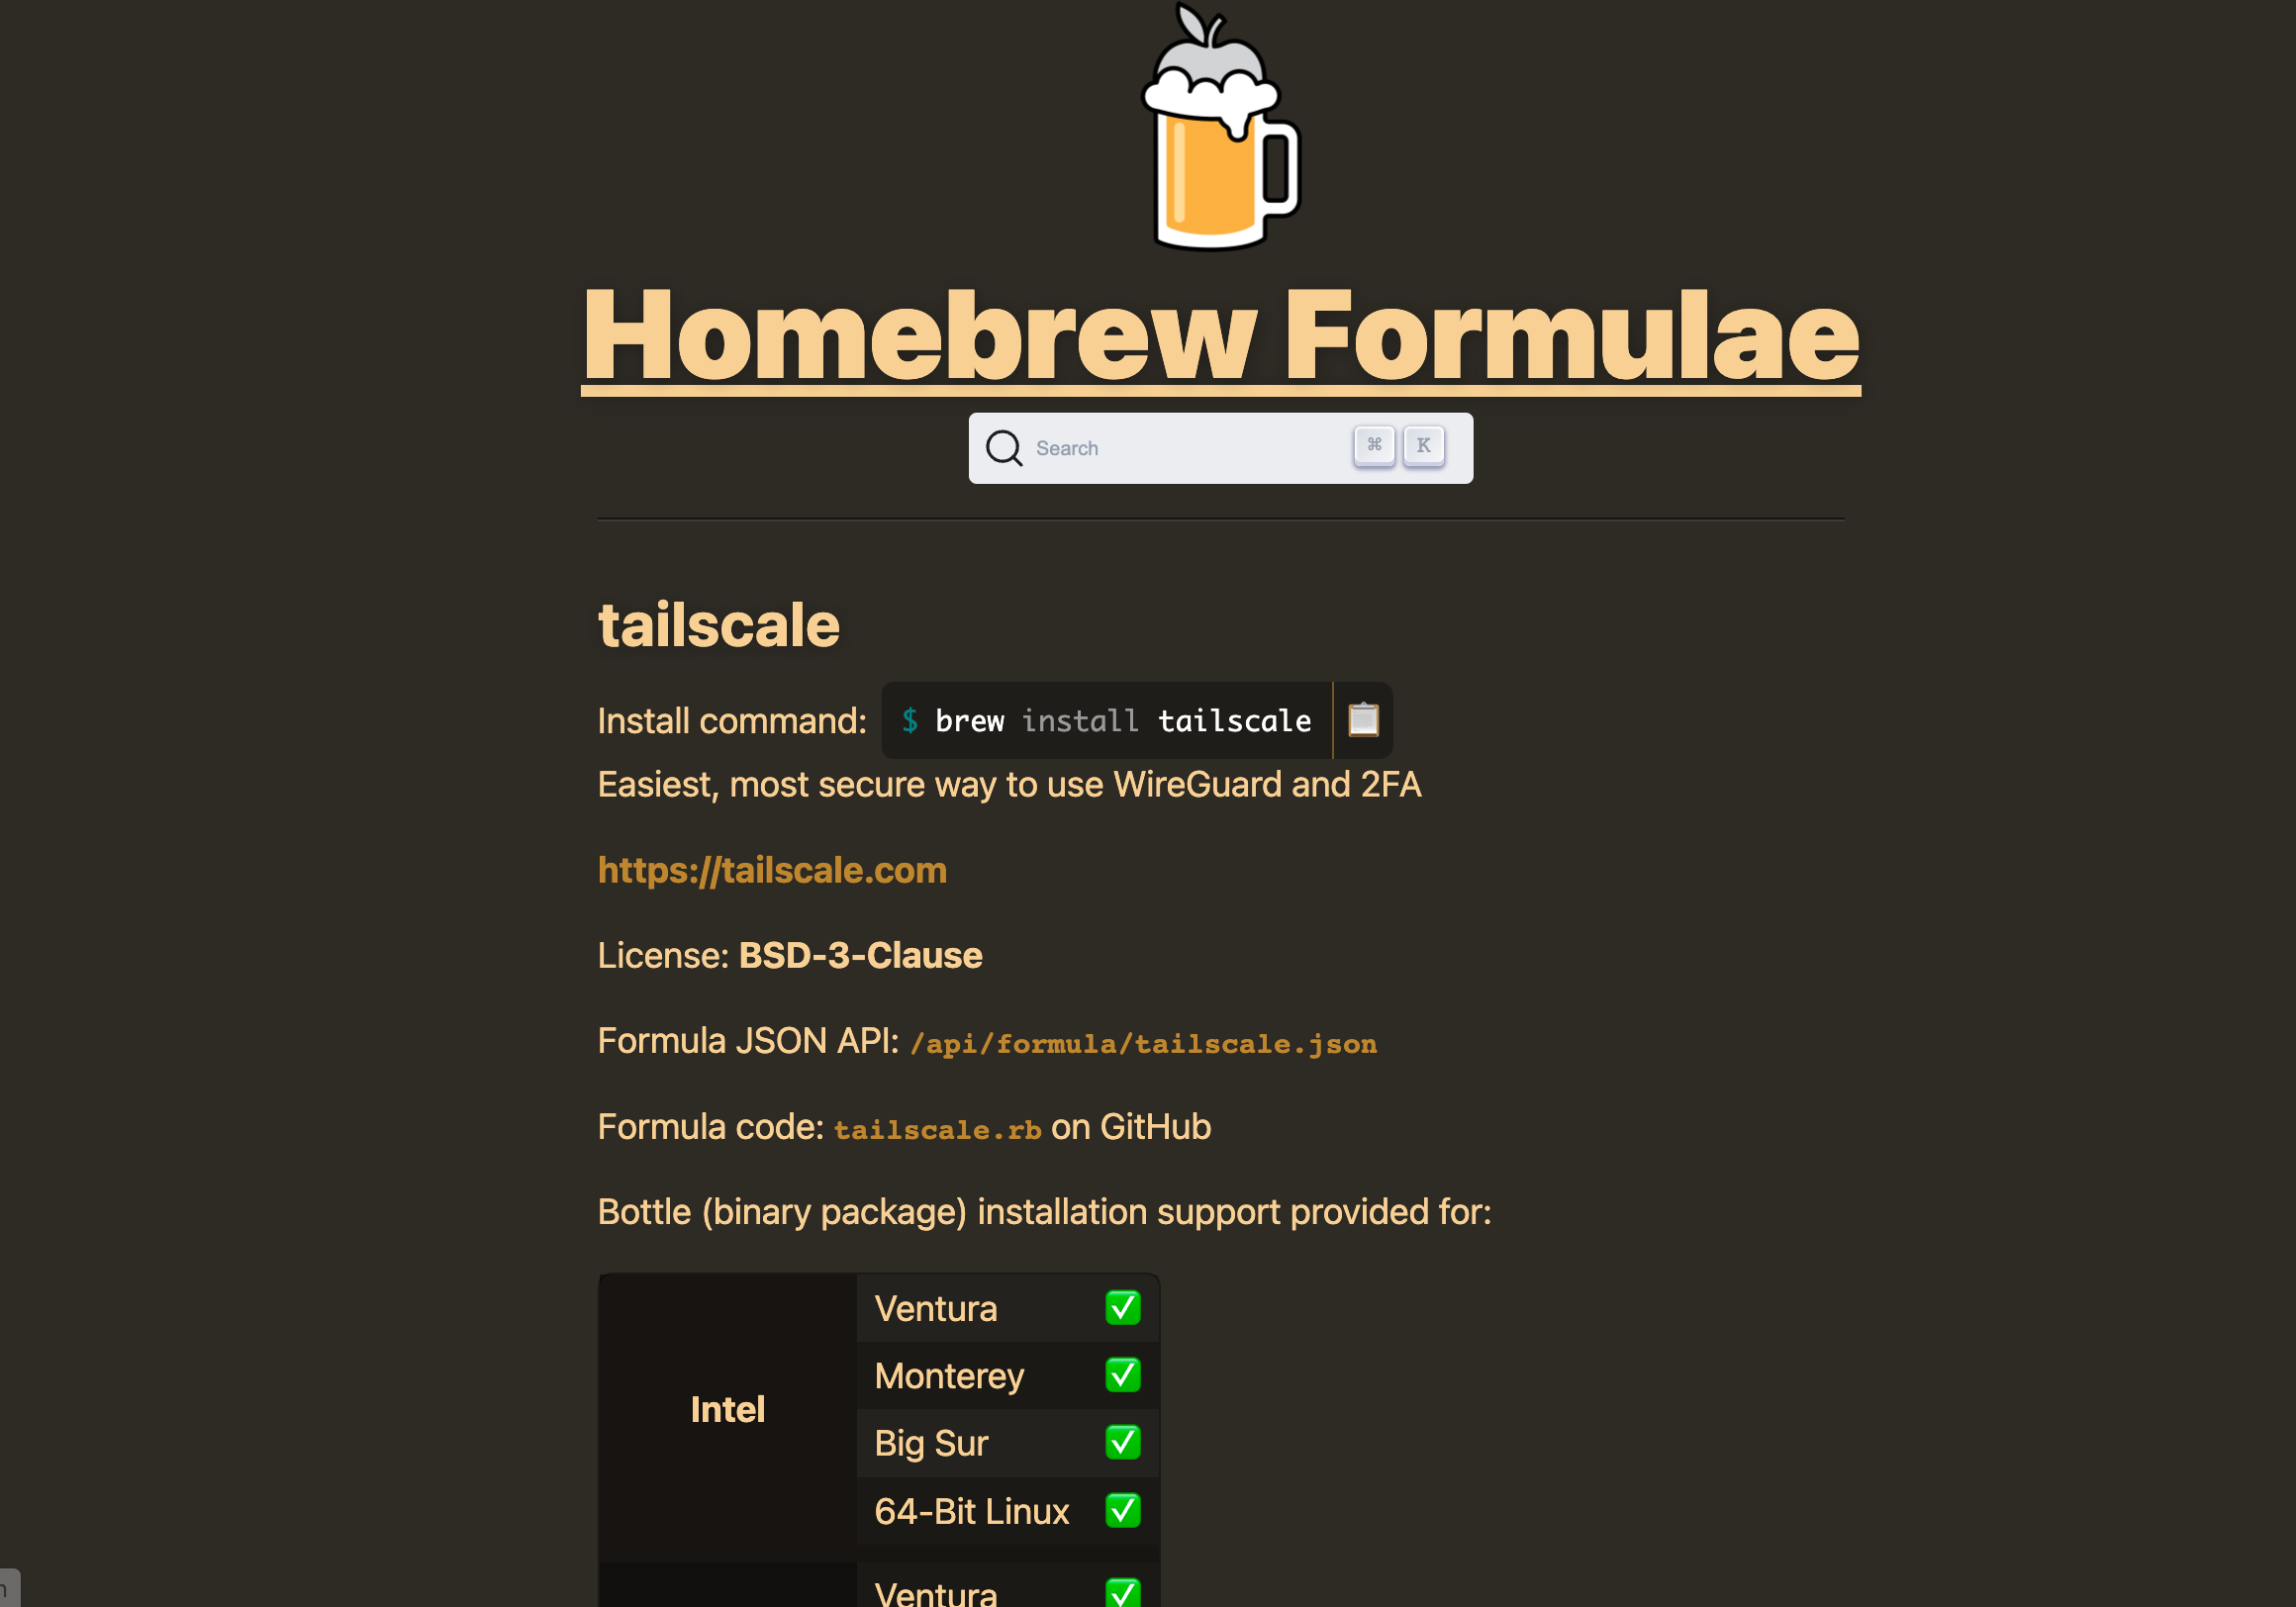 Homebrew Formulae
Search ⌘ K
tailscale
Install command: $ brew install tailscale
Easiest, most secure way to use WireGuard and 2FA
https://tailscale.com
License: BSD-3-Clause
Formula JSON API: /api/formula/tailscale.json
Formula code: tailscale.rb on GitHub
Bottle (binary package) installation support provided for:
Intel
Ventura ✅
Monterey ✅
Big Sur ✅
64-Bit Linux ✅
Ventura ✅